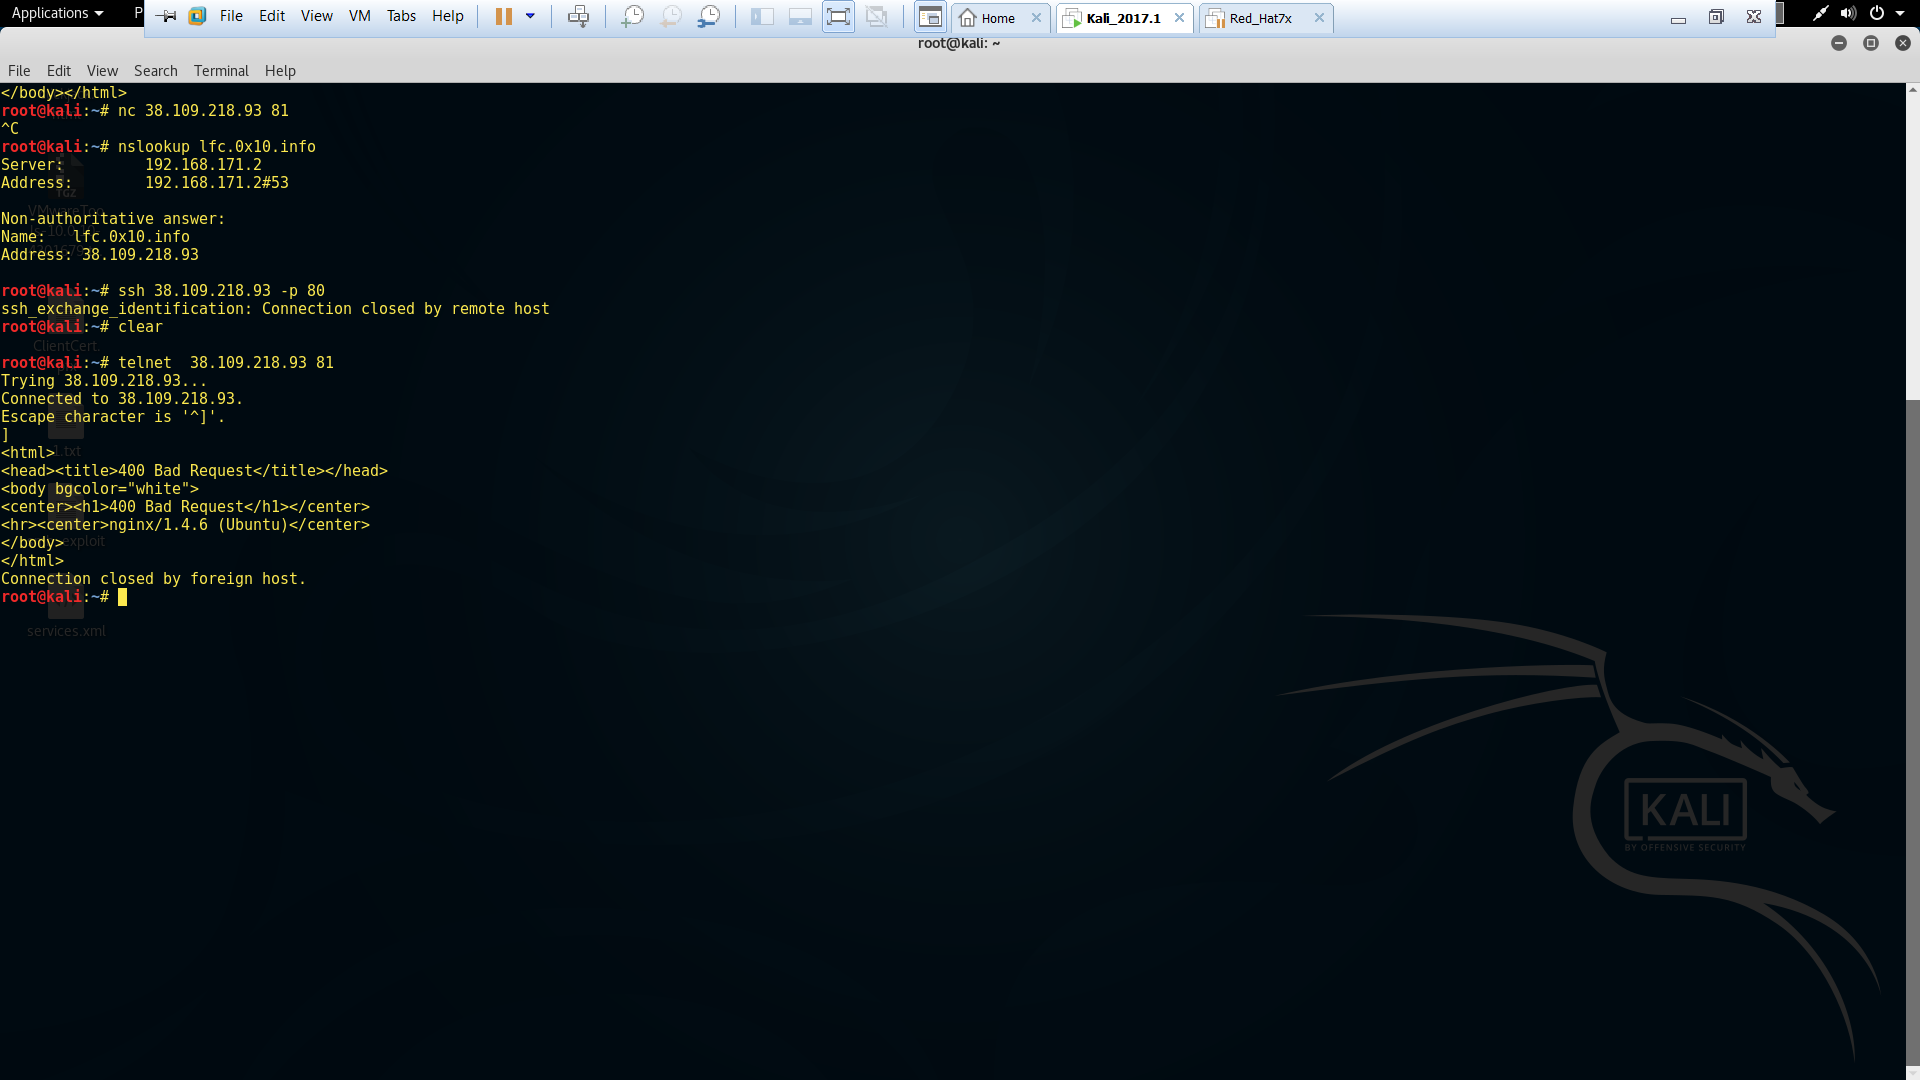 Applications
P
File Edit View VM Tabs Help
Home
Kali_2017.1
Red_Hat7x
root@kali: ~
File Edit View Search Terminal Help
</body></html>
root@kali:~# nc 38.109.218.93 81
^C
root@kali:~# nslookup lfc.0x10.info
Server:         192.168.171.2
Address:        192.168.171.2#53
Non-authoritative answer:
Name:   lfc.0x10.info
Address: 38.109.218.93
root@kali:~# ssh 38.109.218.93 -p 80
ssh_exchange_identification: Connection closed by remote host
root@kali:~# clear
ClientCert.
root@kali:~# telnet  38.109.218.93 81
Trying 38.109.218.93...
Connected to 38.109.218.93.
Escape character is '^]'.
]
1.txt
<html>
<head><title>400 Bad Request</title></head>
<body bgcolor="white">
<center><h1>400 Bad Request</h1></center>
<hr><center>nginx/1.4.6 (Ubuntu)</center>
</body>
exploit
</html>
Connection closed by foreign host.
root@kali:~#
services.xml
KALI
BY OFFENSIVE SECURITY